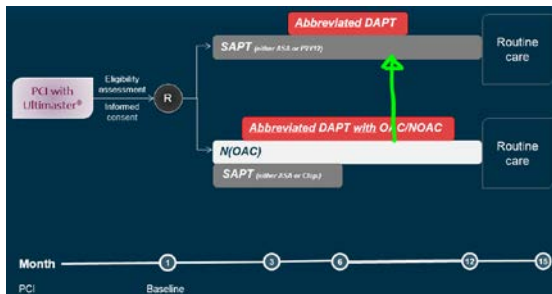 Abbreviated DAPT
SAPT (either ASA or P2Y12)
Routine
care
Eligibility
assessment
PCI with
Ultimaster®
R
Informed
consent
Abbreviated DAPT with OAC/NOAC
N(OAC)
Routine
care
SAPT (either ASA or Clop.)
Month 1 3 6 12 15
PCI Baseline